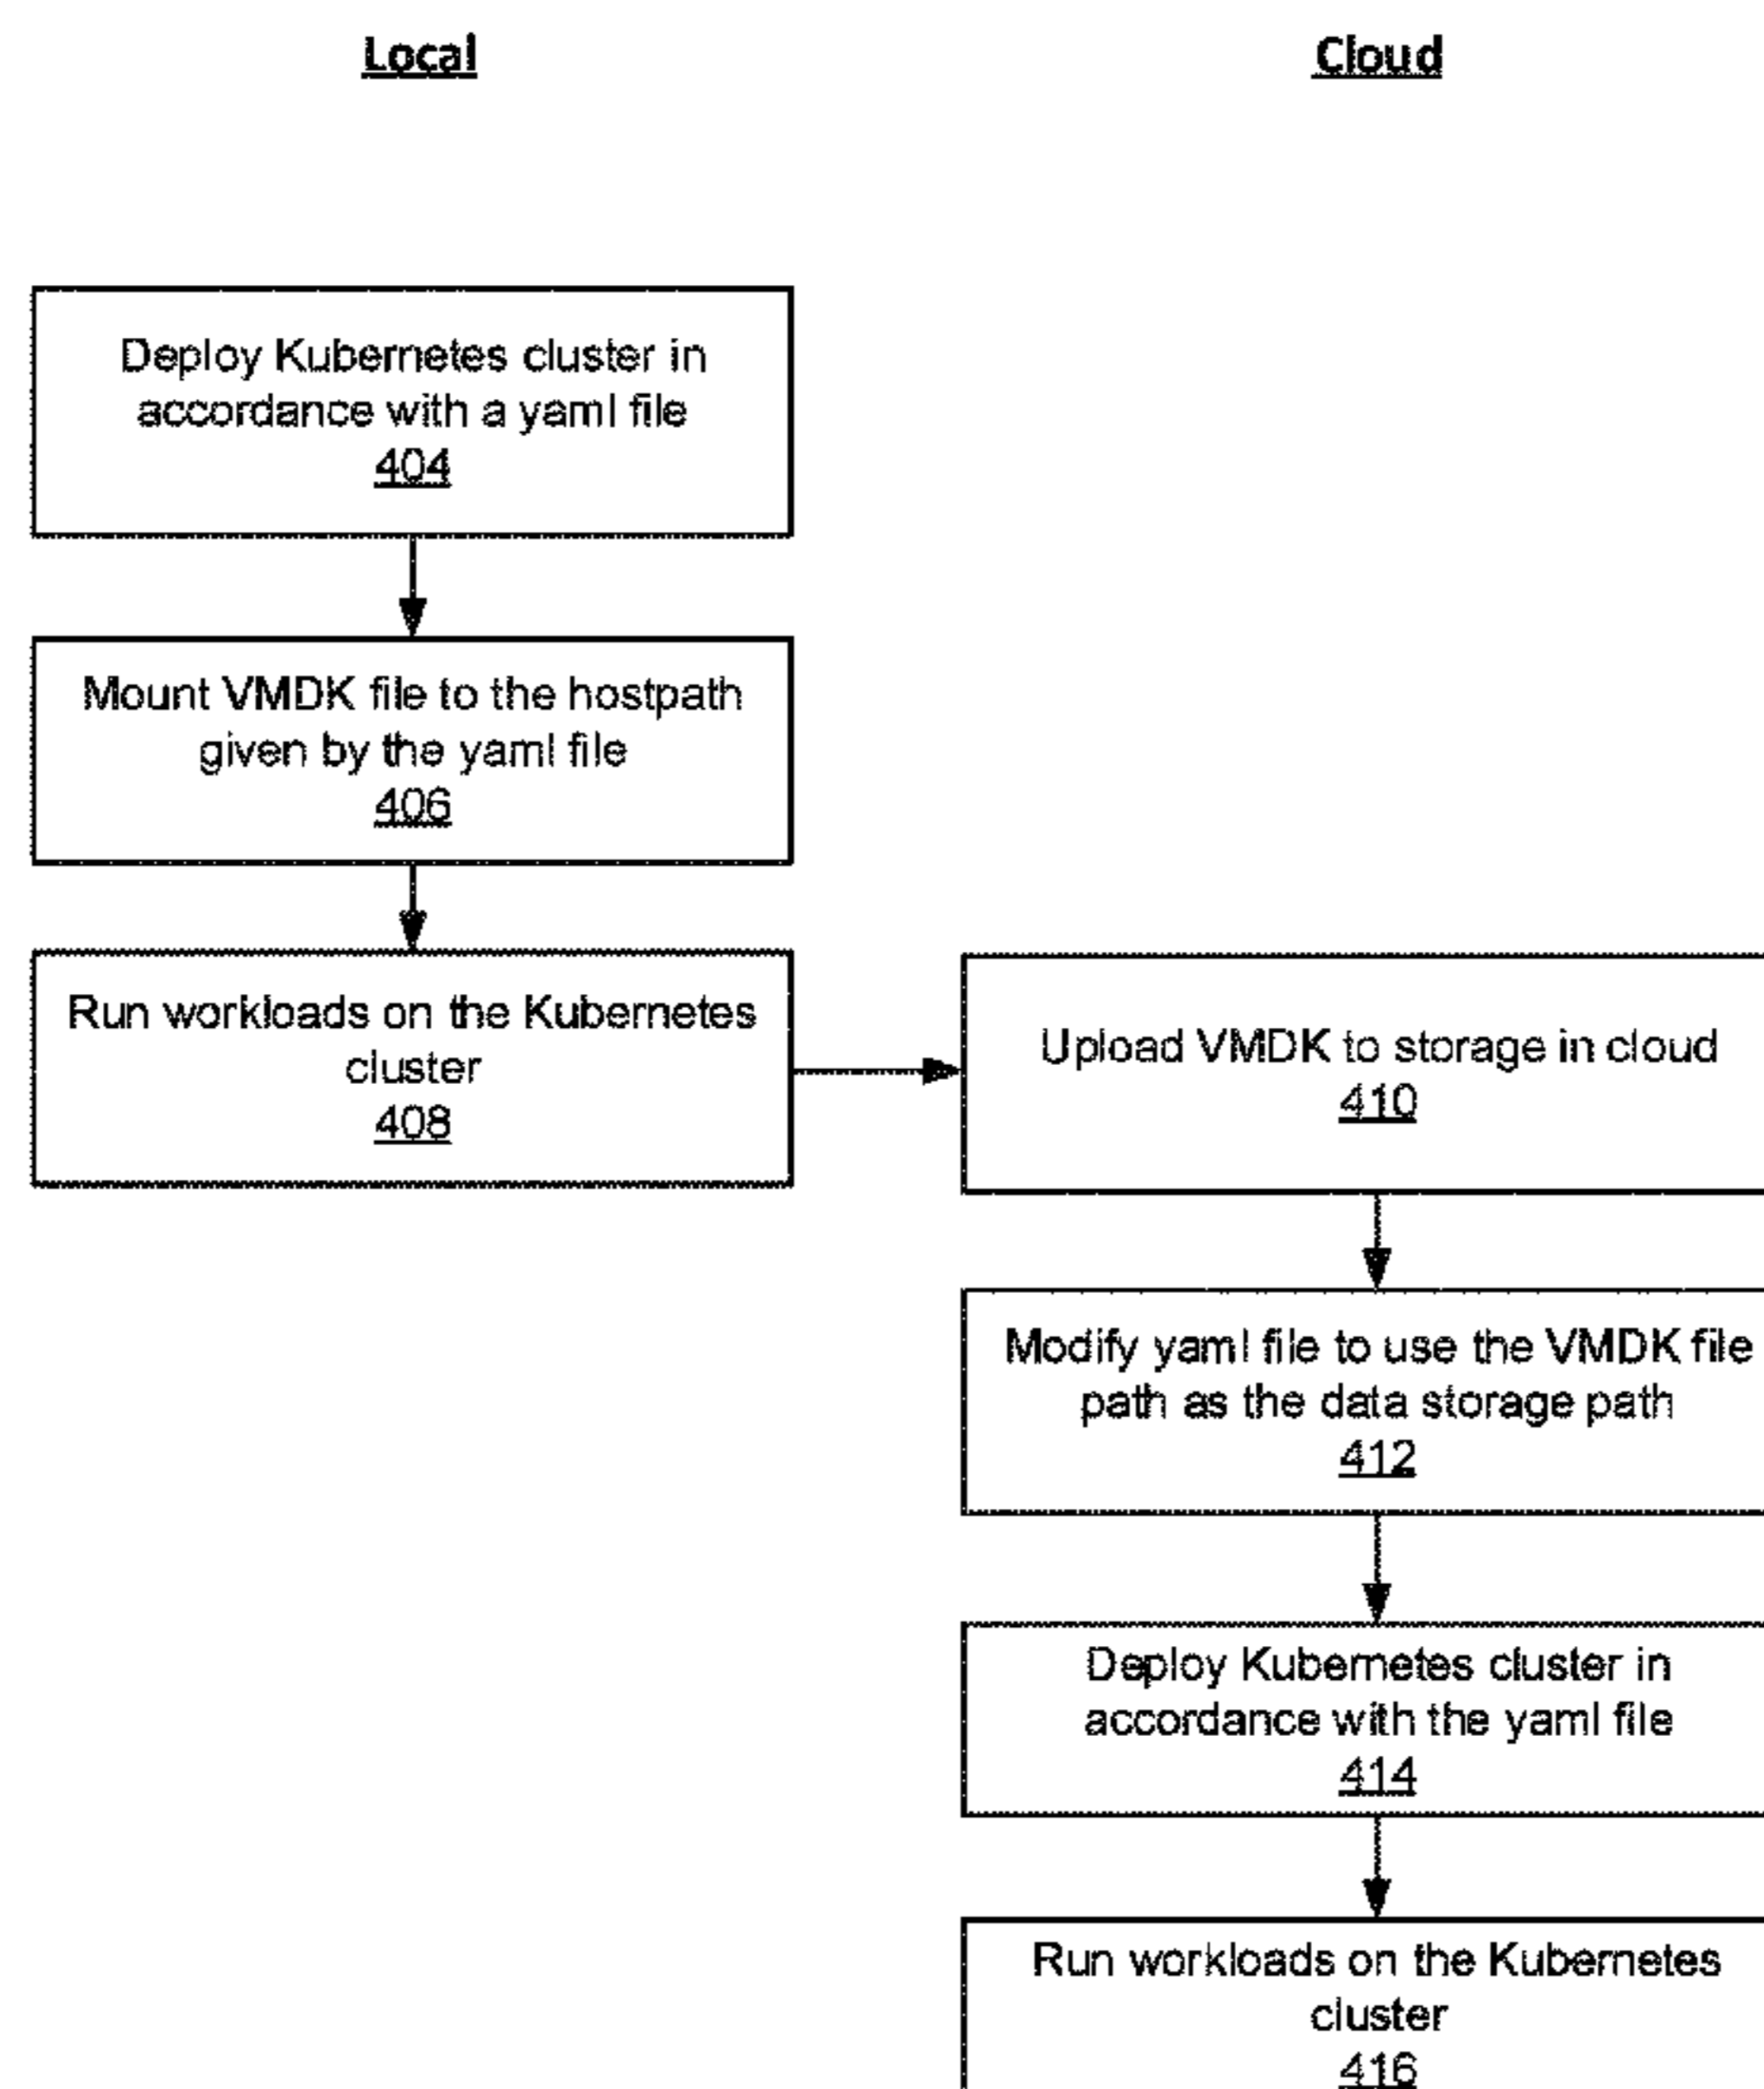 Local
Cloud
Deploy Kubernetes cluster in
accordance with a yaml file
404
Mount VMDK file to the hostpath
given by the yaml file
406
Run workloads on the Kubernetes
cluster
408
Upload VMDK to storage in cloud
410
Modify yaml file to use the VMDK file
path as the data storage path
412
Deploy Kubernetes cluster in
accordance with the yaml file
414
Run workloads on the Kubernetes
cluster
416